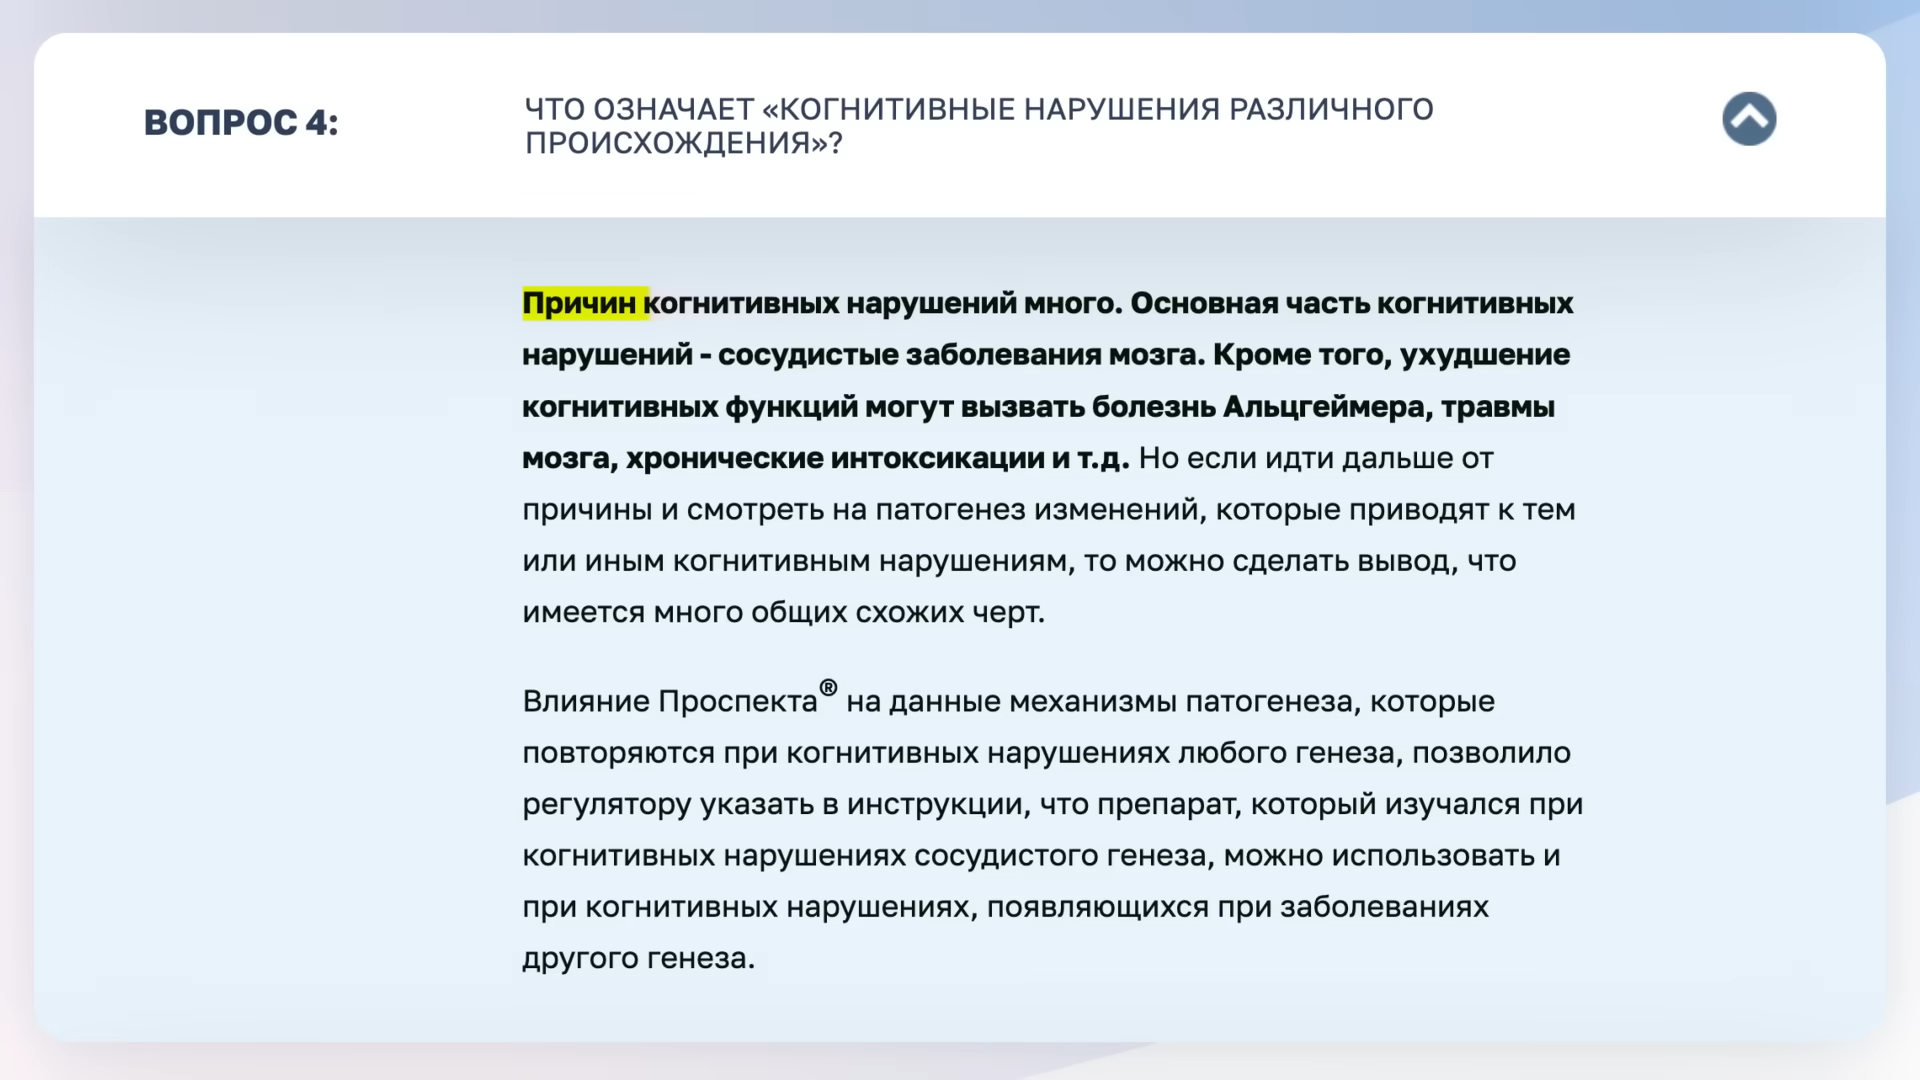 ВОПРОС 4:
ЧТО ОЗНАЧАЕТ «КОГНИТИВНЫЕ НАРУШЕНИЯ РАЗЛИЧНОГО
ПРОИСХОЖДЕНИЯ»?
Причин когнитивных нарушений много. Основная часть когнитивных
нарушений - сосудистые заболевания мозга. Кроме того, ухудшение
когнитивных функций могут вызвать болезнь Альцгеймера, травмы
мозга, хронические интоксикации и т.д. Но если идти дальше от
причины и смотреть на патогенез изменений, которые приводят к тем
или иным когнитивным нарушениям, то можно сделать вывод, что
имеется много общих схожих черт.
Влияние Проспекта® на данные механизмы патогенеза, которые
повторяются при когнитивных нарушениях любого генеза, позволило
регулятору указать в инструкции, что препарат, который изучался при
когнитивных нарушениях сосудистого генеза, можно использовать и
при когнитивных нарушениях, появляющихся при заболеваниях
другого генеза.